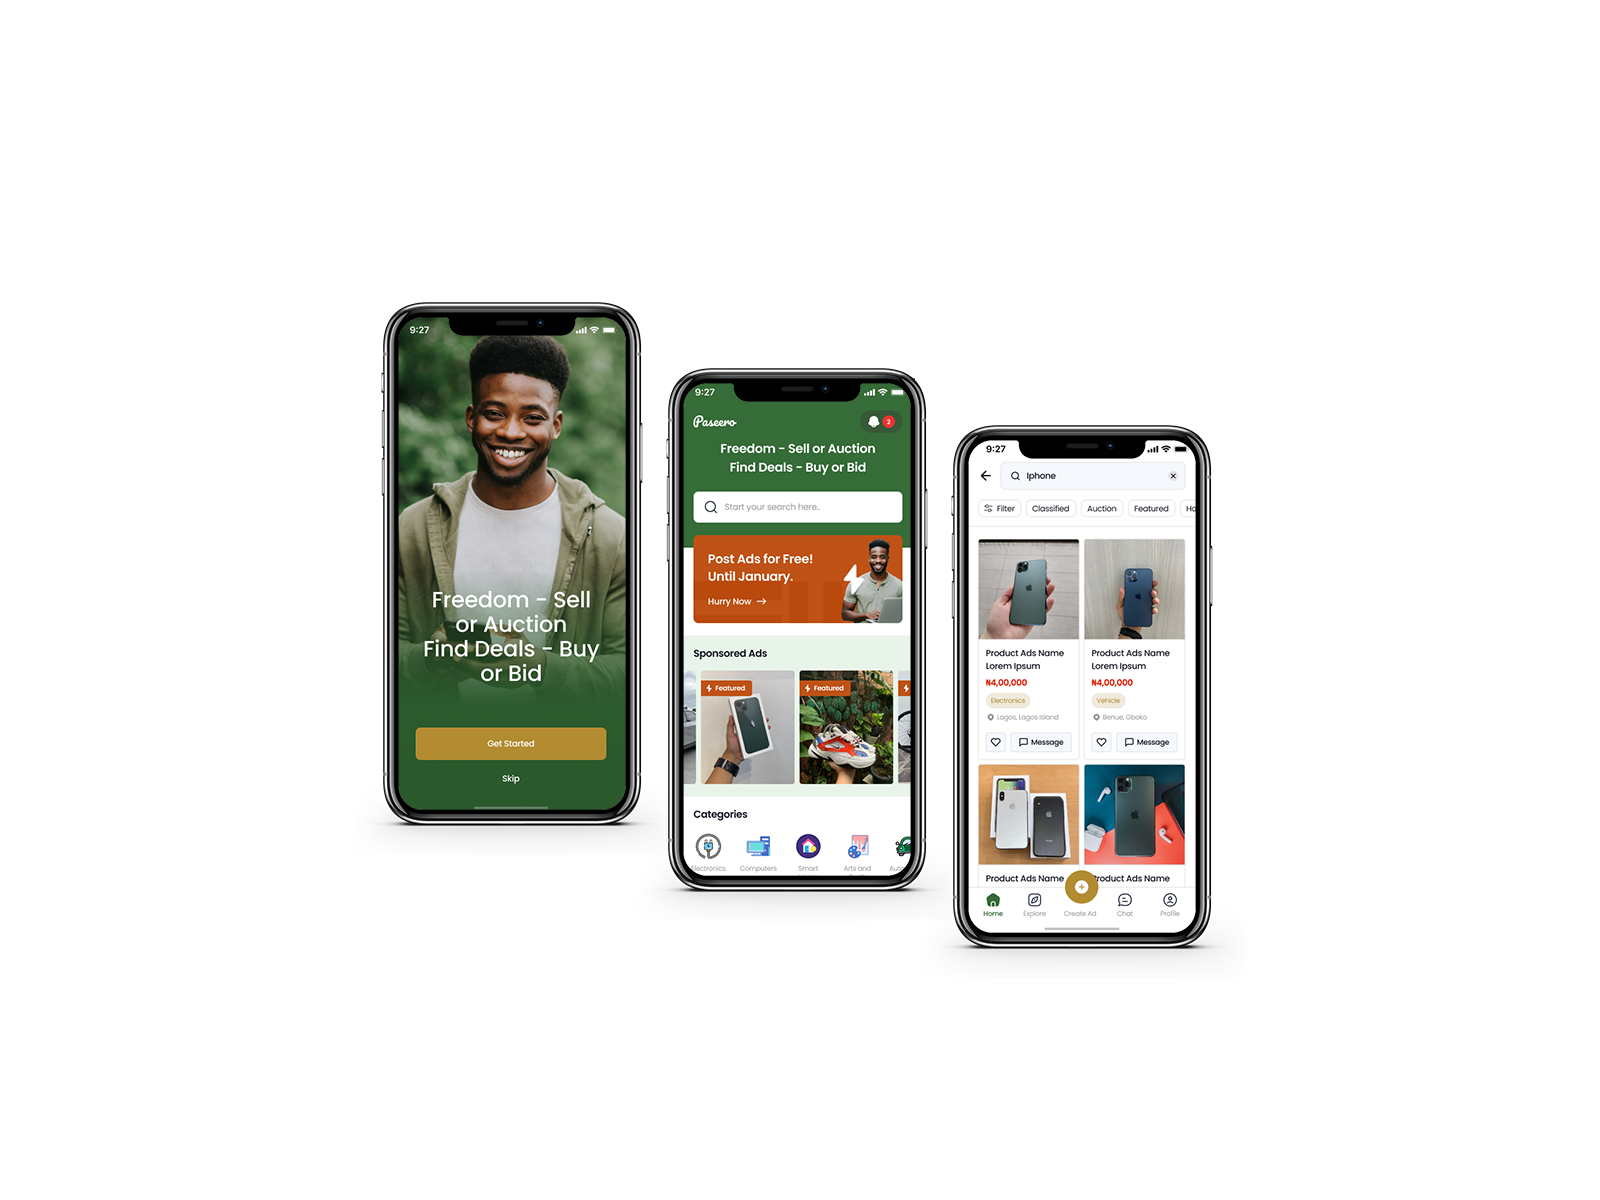 9:27
Freedom - Sell
or Auction
Find Deals - Buy
or Bid
Get Started
Skip
9:27
Paseero
2
Freedom - Sell or Auction
Find Deals - Buy or Bid
Start your search here..
Post Ads for Free!
Until January.
Hurry Now
Sponsored Ads
Featured
Featured
Categories
Electronics
Computers
Smart
Arts and
Au
9:27
Iphone
Filter
Classified
Auction
Featured
Ho
Product Ads Name
Lorem Ipsum
₦4,00,000
Electronics
Lagos, Lagos Island
Message
Product Ads Name
Lorem Ipsum
₦4,00,000
Vehicle
Benue, Gboko
Message
Product Ads Name
Product Ads Name
Home
Explore
Create Ad
Chat
Profile